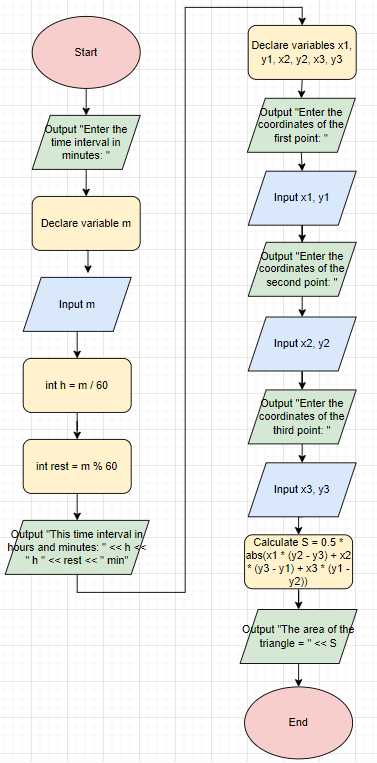 Start
Output "Enter the
time interval in
minutes: "
Declare variable m
Input m
int h = m / 60
int rest = m % 60
Output "This time interval in
hours and minutes: " << h <<
" h " << rest << " min"
Declare variables x1,
y1, x2, y2, x3, y3
Output "Enter the
coordinates of the
first point: "
Input x1, y1
Output "Enter the
coordinates of the
second point: "
Input x2, y2
Output "Enter the
coordinates of the
third point: "
Input x3, y3
Calculate S = 0.5 *
abs(x1 * (y2 - y3) + x2
* (y3 - y1) + x3 * (y1 -
y2))
Output "The area of the
triangle = " << S
End